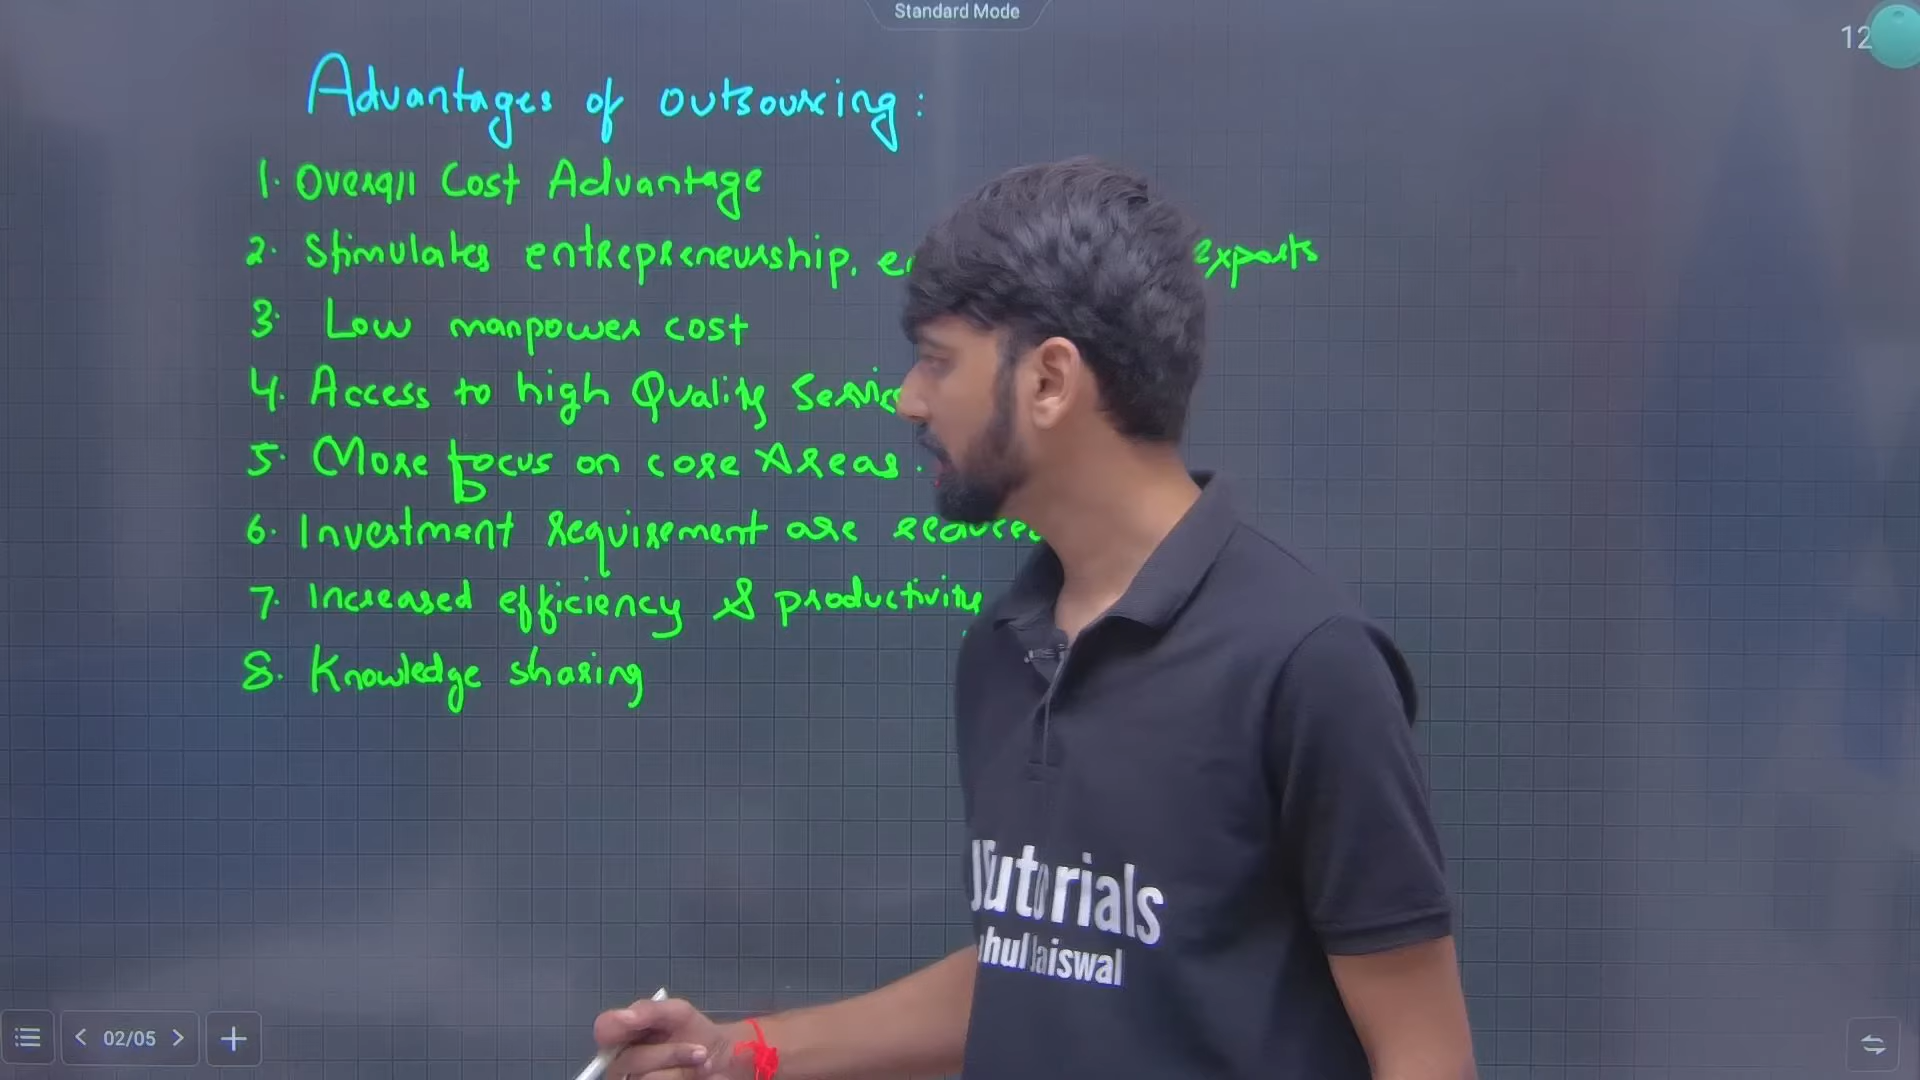 Standard Mode
12
Advantages of outsourcing:
1. Overall Cost Advantage
2. Stimulates entrepreneurship, exports
3. Low manpower cost
4. Access to high Quality
5. More focus on core Areas.
6. Investment requirement are reduced
7. Increased efficiency & productivity
8. Knowledge sharing
Tutorials
Jaiswal
02/05